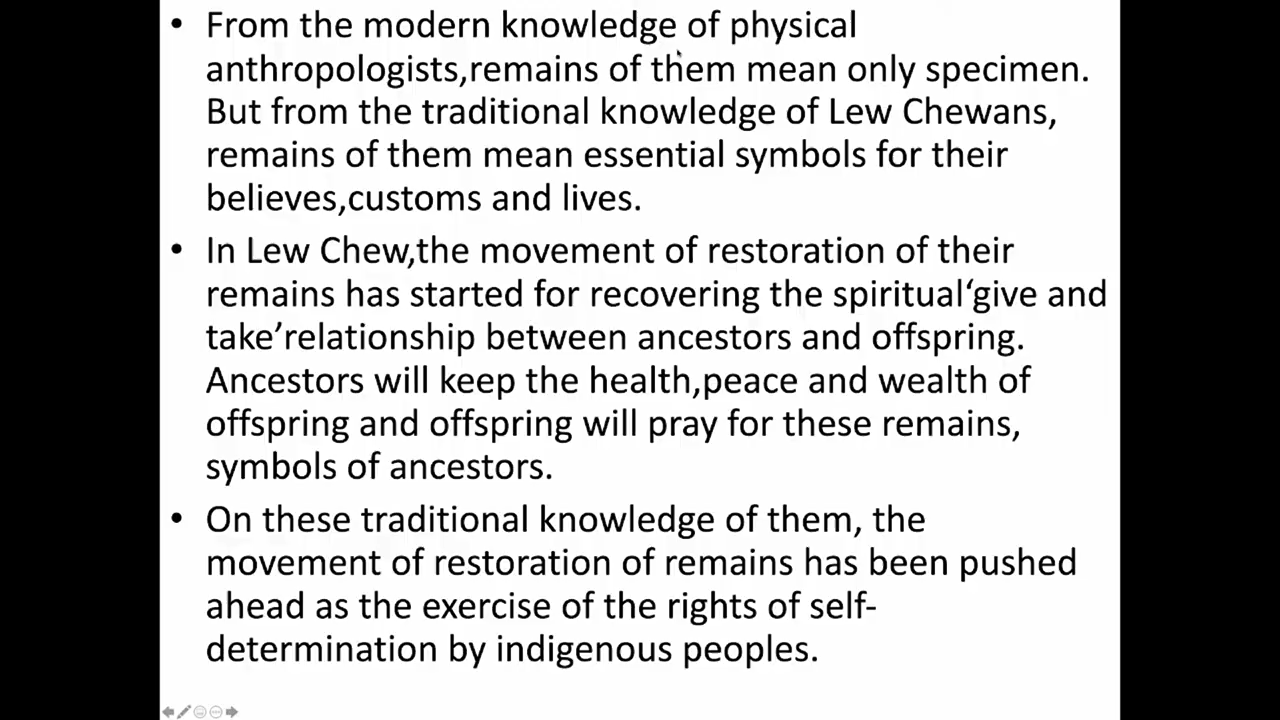 • From the modern knowledge of physical
anthropologists,remains of them mean only specimen.
But from the traditional knowledge of Lew Chewans,
remains of them mean essential symbols for their
believes,customs and lives.
• In Lew Chew,the movement of restoration of their
remains has started for recovering the spiritual‘give and
take’relationship between ancestors and offspring.
Ancestors will keep the health,peace and wealth of
offspring and offspring will pray for these remains,
symbols of ancestors.
• On these traditional knowledge of them, the
movement of restoration of remains has been pushed
ahead as the exercise of the rights of self-
determination by indigenous peoples.